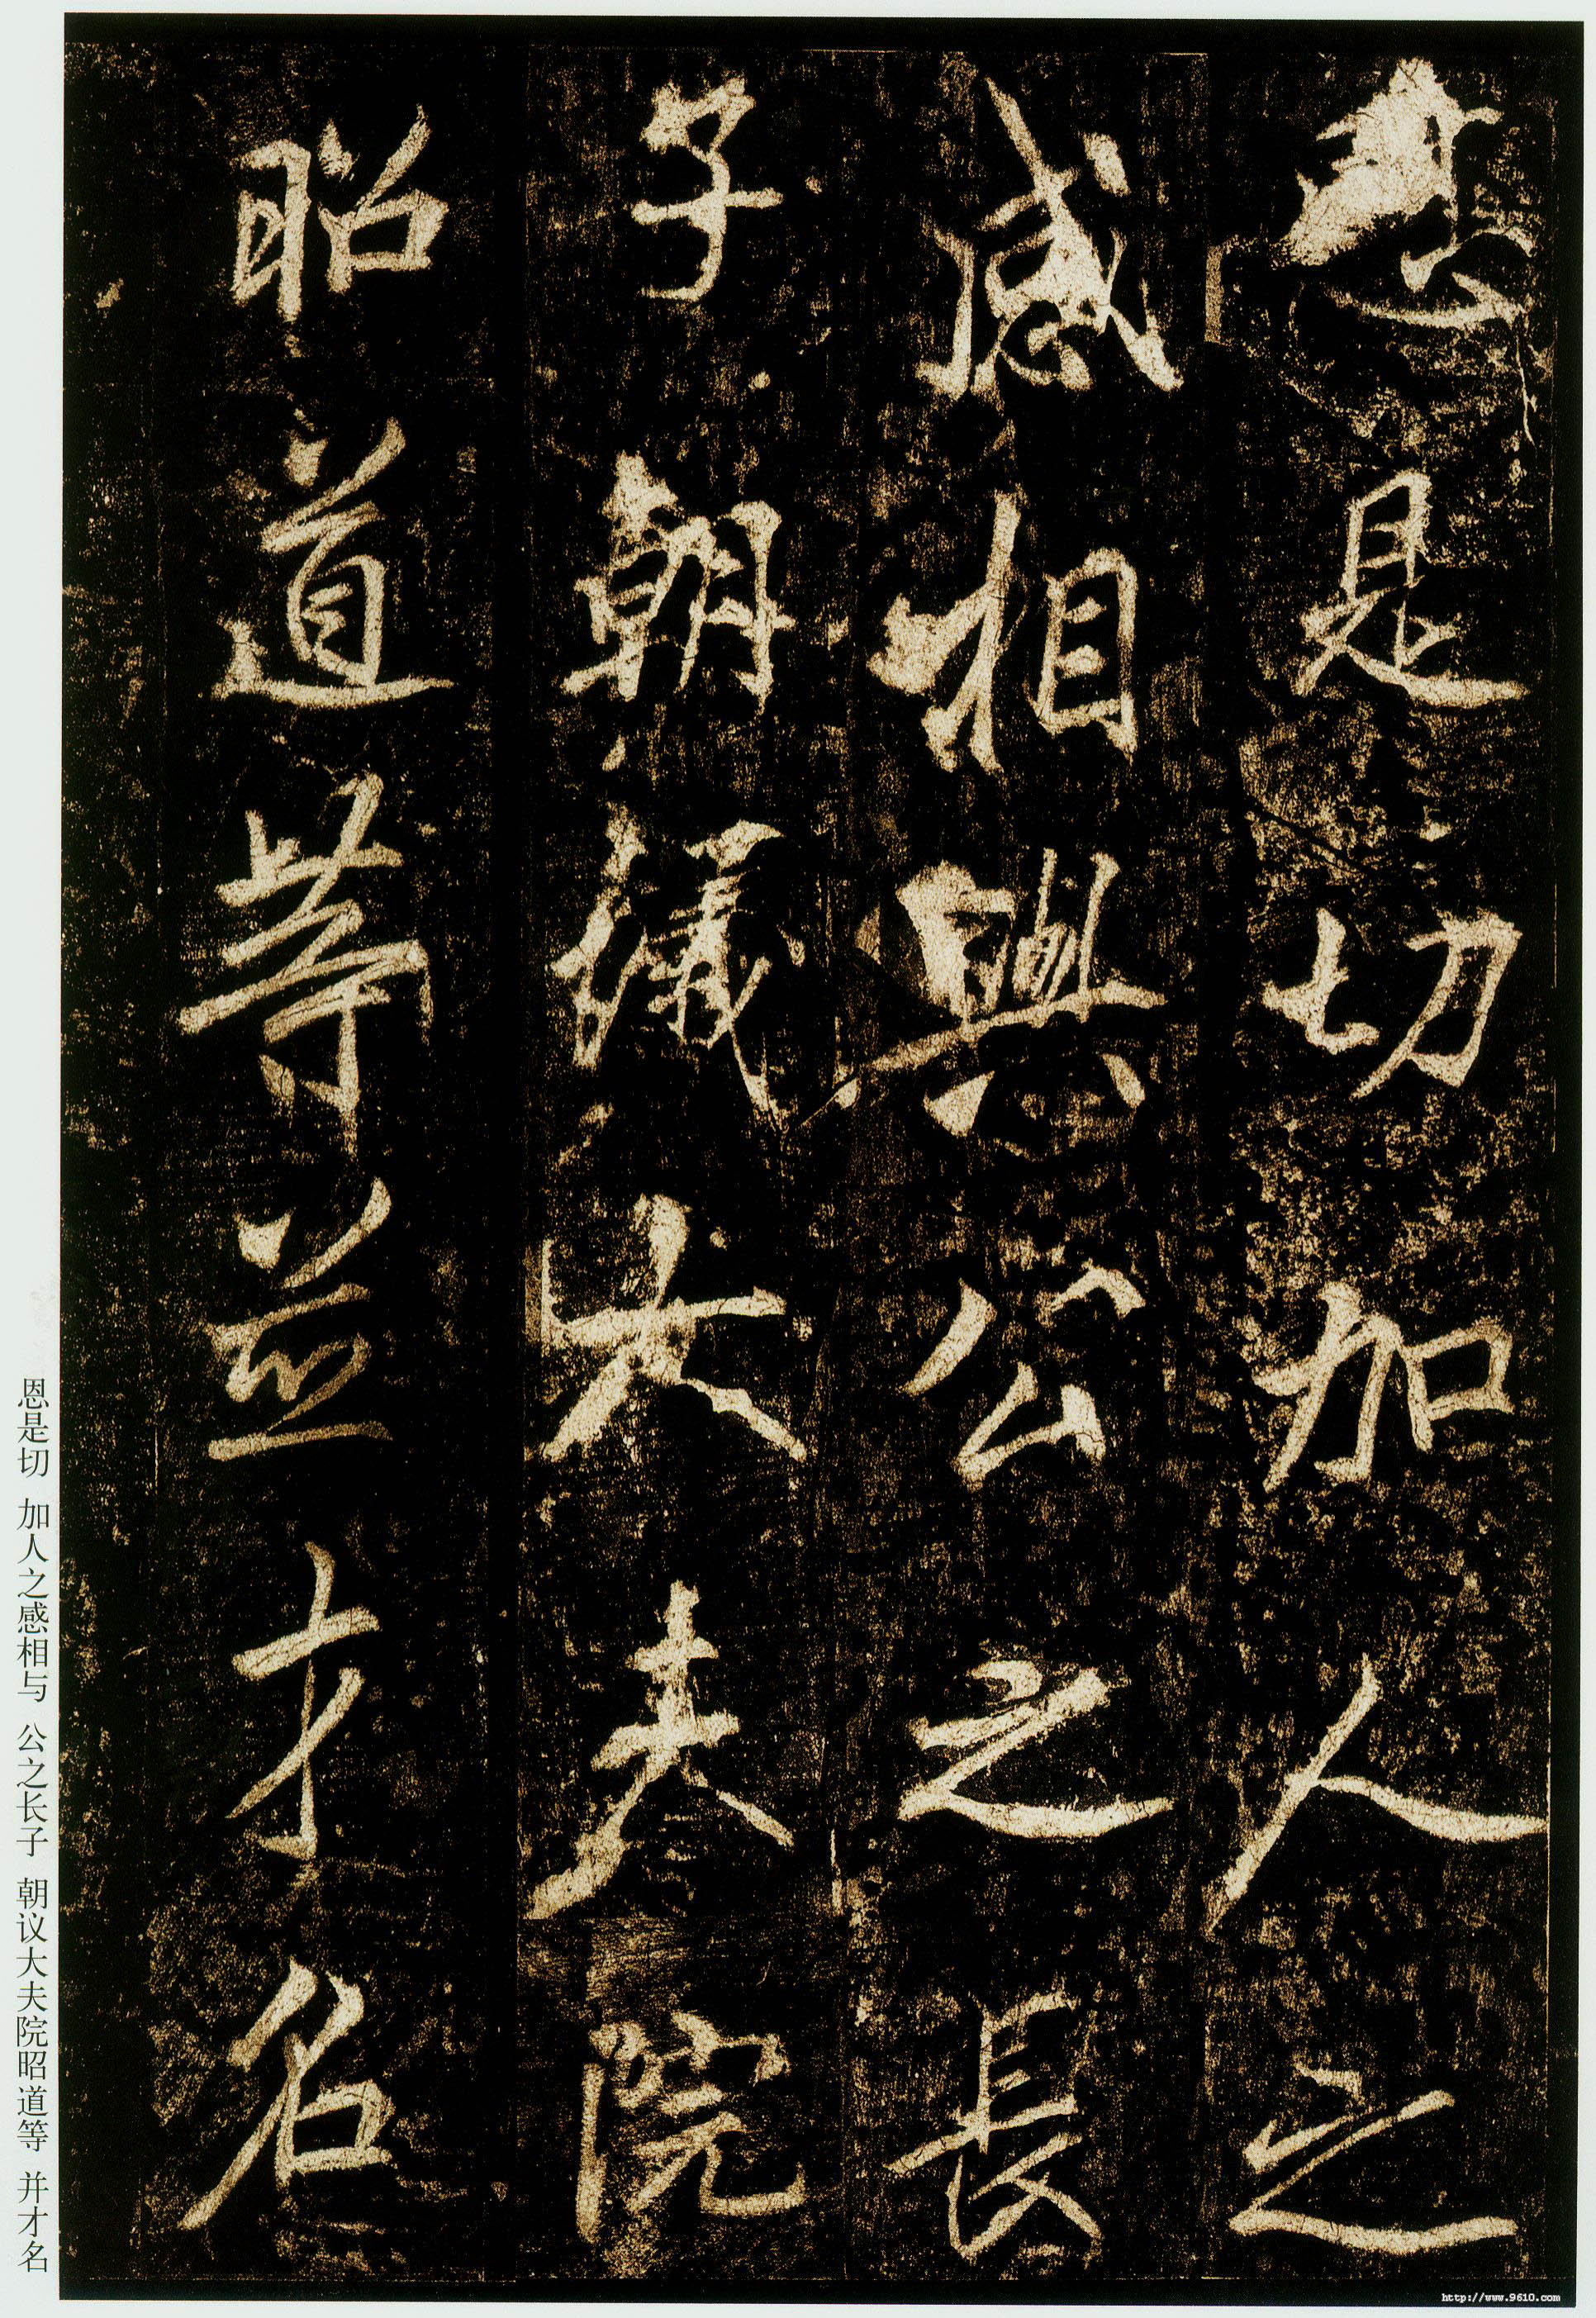 恩是切加人之
感相與公之長
子朝議大夫院
昭道等並才名
恩是切 加人之感相与 公之长子 朝议大夫院昭道等 并才名
http://www.9610.com